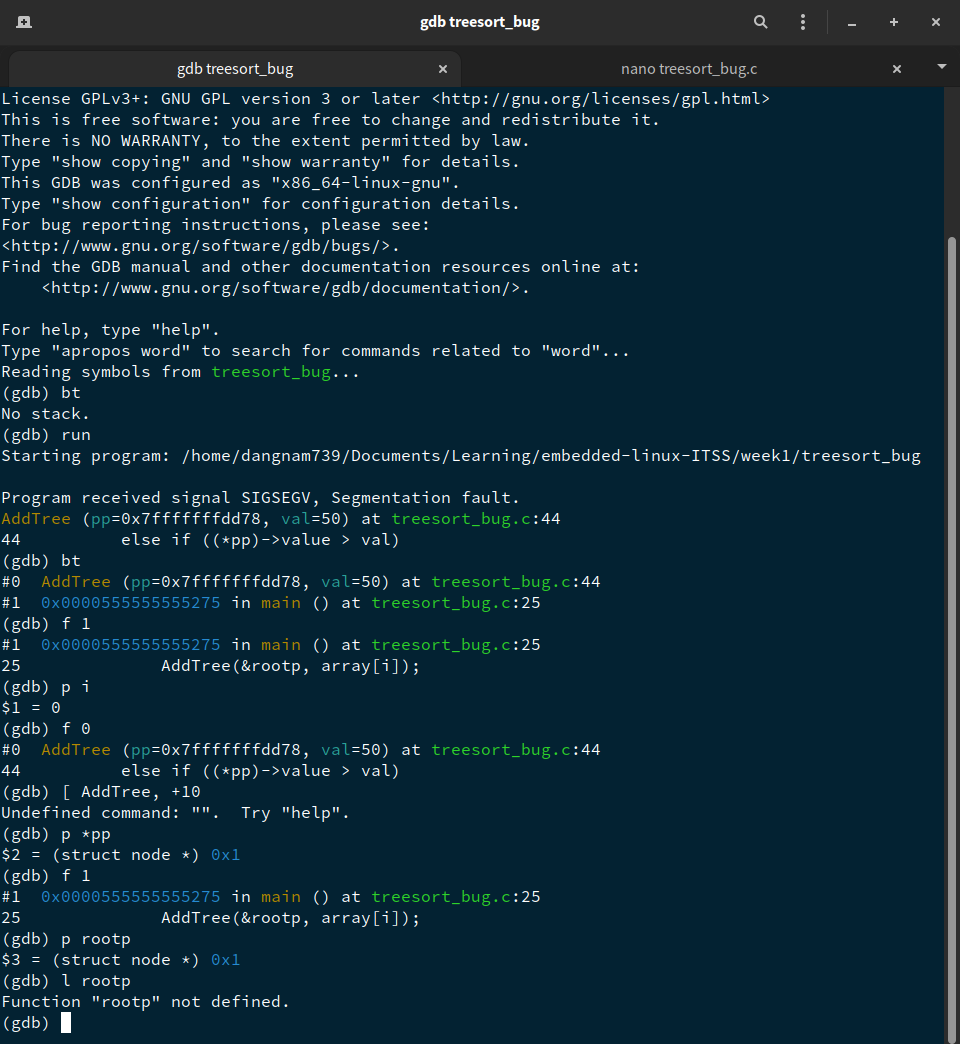 gdb treesort_bug
gdb treesort_bug
nano treesort_bug.c
License GPLv3+: GNU GPL version 3 or later <http://gnu.org/licenses/gpl.html>
This is free software: you are free to change and redistribute it.
There is NO WARRANTY, to the extent permitted by law.
Type "show copying" and "show warranty" for details.
This GDB was configured as "x86_64-linux-gnu".
Type "show configuration" for configuration details.
For bug reporting instructions, please see:
<http://www.gnu.org/software/gdb/bugs/>.
Find the GDB manual and other documentation resources online at:
    <http://www.gnu.org/software/gdb/documentation/>.

For help, type "help".
Type "apropos word" to search for commands related to "word"...
Reading symbols from treesort_bug...
(gdb) bt
No stack.
(gdb) run
Starting program: /home/dangnam739/Documents/Learning/embedded-linux-ITSS/week1/treesort_bug

Program received signal SIGSEGV, Segmentation fault.
AddTree (pp=0x7fffffffdd78, val=50) at treesort_bug.c:44
44          else if ((*pp)->value > val)
(gdb) bt
#0  AddTree (pp=0x7fffffffdd78, val=50) at treesort_bug.c:44
#1  0x0000555555555275 in main () at treesort_bug.c:25
(gdb) f 1
#1  0x0000555555555275 in main () at treesort_bug.c:25
25              AddTree(&rootp, array[i]);
(gdb) p i
$1 = 0
(gdb) f 0
#0  AddTree (pp=0x7fffffffdd78, val=50) at treesort_bug.c:44
44          else if ((*pp)->value > val)
(gdb) [ AddTree, +10
Undefined command: "".  Try "help".
(gdb) p *pp
$2 = (struct node *) 0x1
(gdb) f 1
#1  0x0000555555555275 in main () at treesort_bug.c:25
25              AddTree(&rootp, array[i]);
(gdb) p rootp
$3 = (struct node *) 0x1
(gdb) l rootp
Function "rootp" not defined.
(gdb)